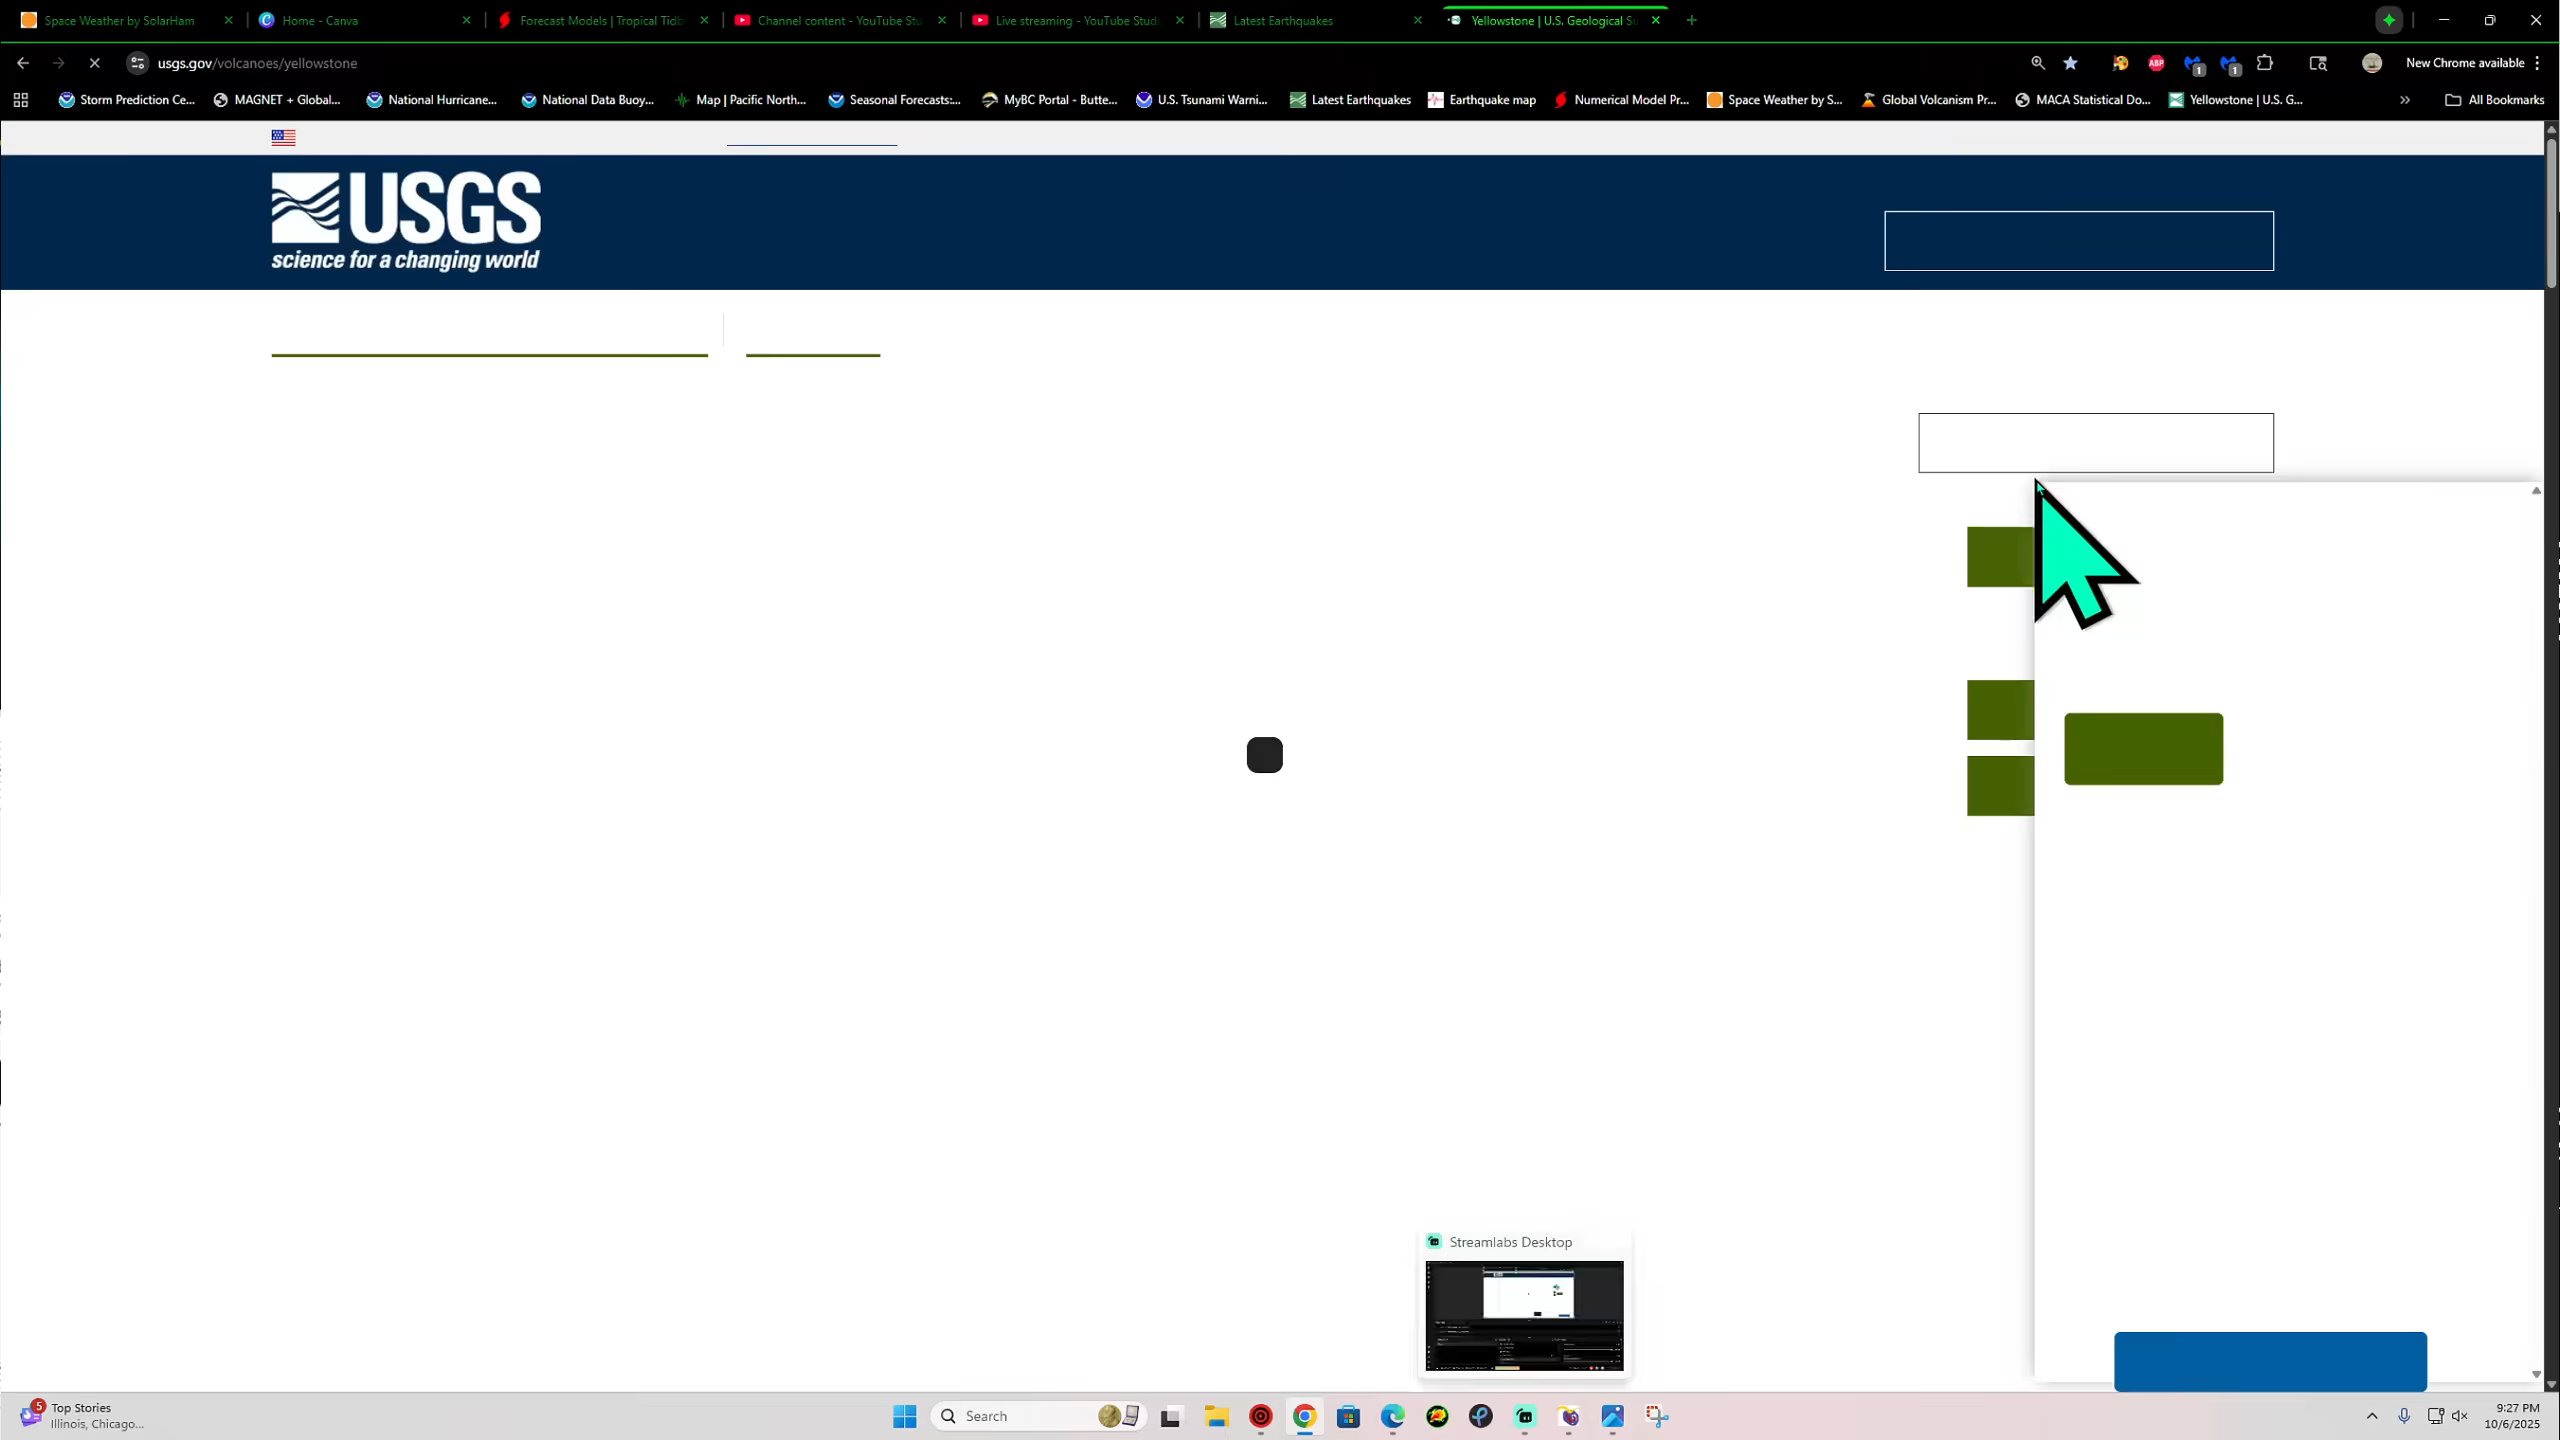 Space Weather by SolarHam
Home - Canva
Forecast Models | Tropical Tidb
Channel content - YouTube Stu
Live streaming - YouTube Studi
Latest Earthquakes
Yellowstone | U.S. Geological S
usgs.gov/volcanoes/yellowstone
ABP
1
1
New Chrome available
Storm Prediction Ce...
MAGNET + Global...
National Hurricane...
National Data Buoy...
Map | Pacific North...
Seasonal Forecasts:...
MyBC Portal - Butte...
U.S. Tsunami Warni...
Latest Earthquakes
Earthquake map
Numerical Model Pr...
Space Weather by S...
Global Volcanism Pr...
MACA Statistical Do...
Yellowstone | U.S. G...
All Bookmarks
USGS
science for a changing world
Streamlabs Desktop
5
Top Stories
Illinois, Chicago...
Search
9:27 PM
10/6/2025